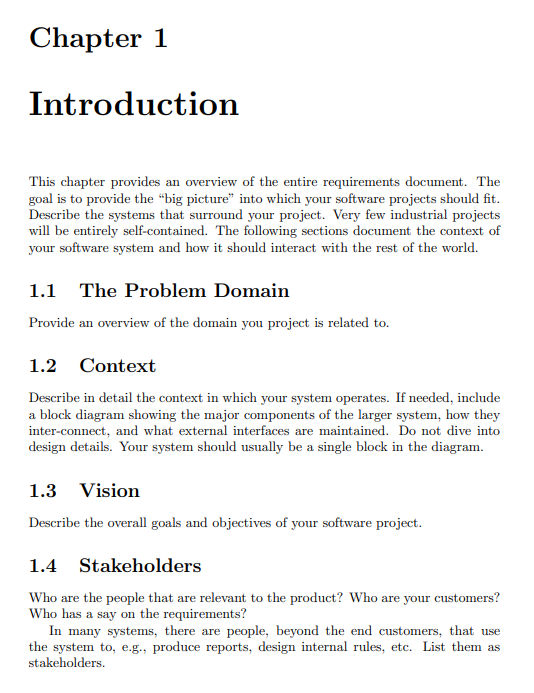 Chapter 1
Introduction
This chapter provides an overview of the entire requirements document. The
goal is to provide the “big picture” into which your software projects should fit.
Describe the systems that surround your project. Very few industrial projects
will be entirely self-contained. The following sections document the context of
your software system and how it should interact with the rest of the world.
1.1 The Problem Domain
Provide an overview of the domain you project is related to.
1.2 Context
Describe in detail the context in which your system operates. If needed, include
a block diagram showing the major components of the larger system, how they
inter-connect, and what external interfaces are maintained. Do not dive into
design details. Your system should usually be a single block in the diagram.
1.3 Vision
Describe the overall goals and objectives of your software project.
1.4 Stakeholders
Who are the people that are relevant to the product? Who are your customers?
Who has a say on the requirements?
In many systems, there are people, beyond the end customers, that use
the system to, e.g., produce reports, design internal rules, etc. List them as
stakeholders.